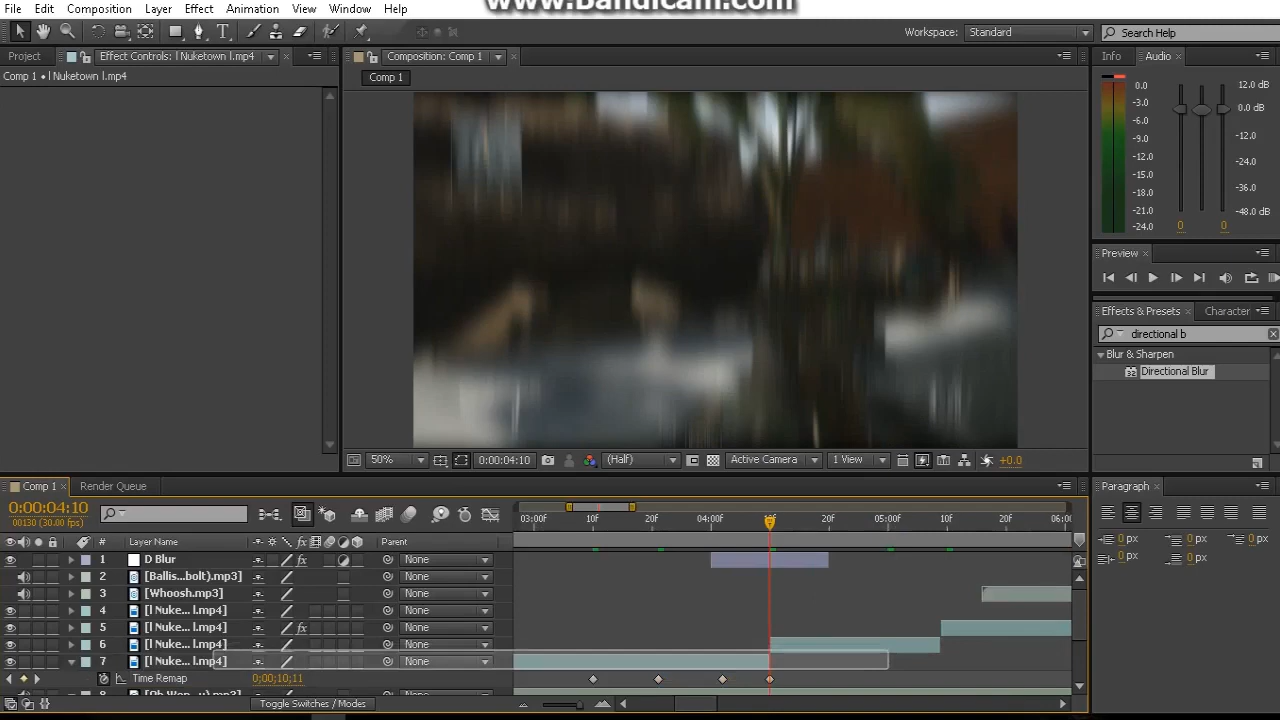 www.Bandicam.com
File Edit Composition Layer Effect Animation View Window Help
Workspace: Standard Search Help
Project Effect Controls: l Nuketown l.mp4 Composition: Comp 1 Info Audio
Comp 1 • l Nuketown l.mp4 Comp 1
0.0 12.0 dB
-3.0 0.0 dB
-6.0
-9.0 -12.0
-12.0
-15.0 -24.0
-18.0 -36.0
-21.0
-24.0 -48.0 dB
0 0
Preview
Effects & Presets Character
directional b
Blur & Sharpen
32 Directional Blur
50% 0:00:04:10 (Half) Active Camera 1 View +0.0
Comp 1 Render Queue Paragraph
0:00:04:10
00130 (30.00 fps)
03:00f 10f 20f 04:00f 20f 05:00f 10f 06:0
0 px 0 px 0 px
0 px 0 px
# Layer Name fx Parent
1 D Blur fx None
2 [Ballis...bolt).mp3] None
3 [Whoosh.mp3] None
4 [l Nuke... l.mp4] None
5 [l Nuke... l.mp4] fx None
6 [l Nuke... l.mp4] None
7 [l Nuke... l.mp4] None
Time Remap 0;00;10;11
Toggle Switches / Modes